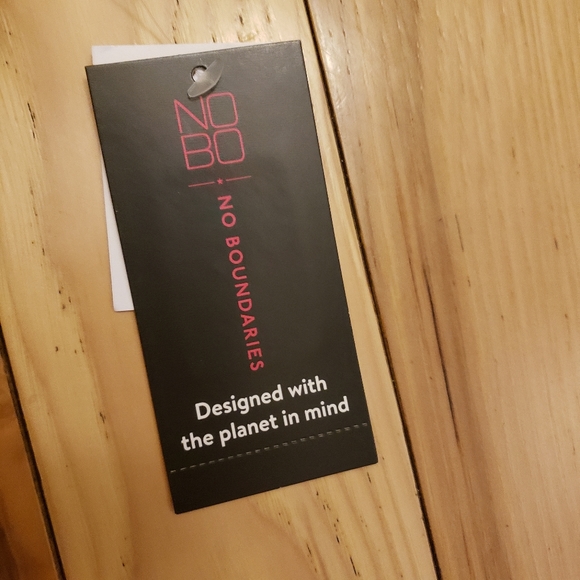 NO
BO
NO BOUNDARIES
Designed with
the planet in mind